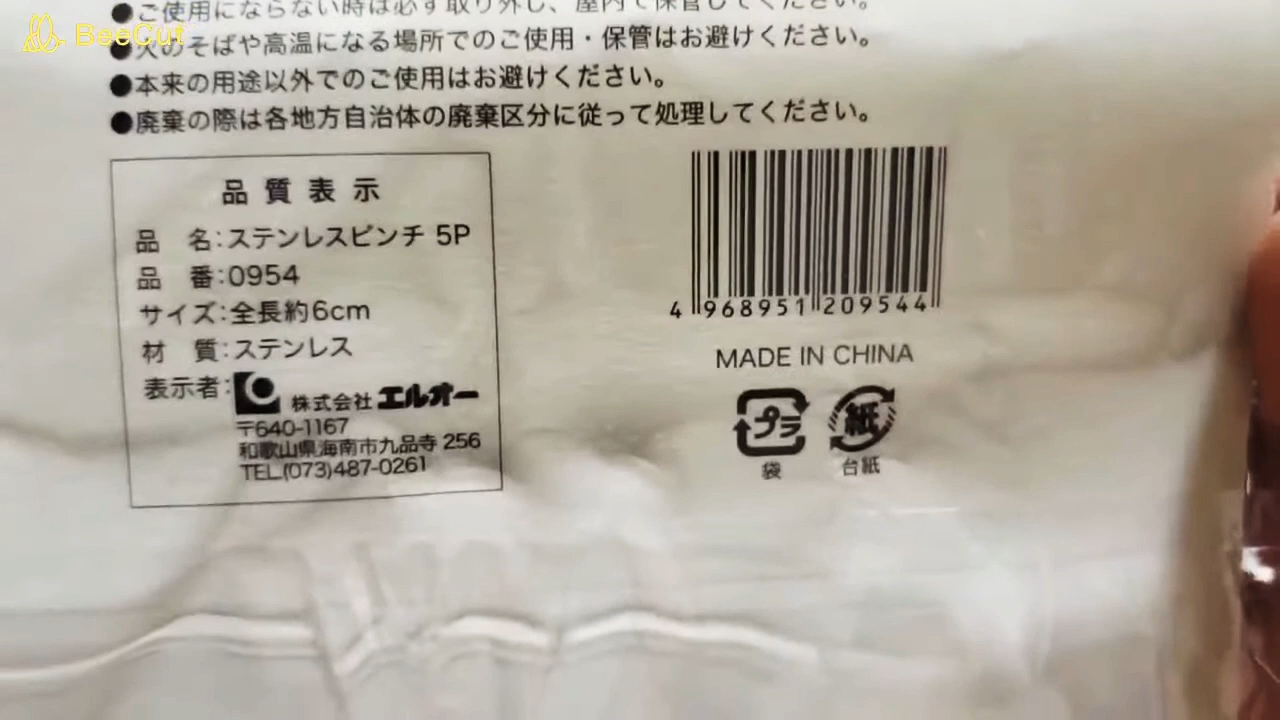 BeeCut
●ご使用にならない時は必ず取り外し、屋内で保管してください。
のそばや高温になる場所でのご使用・保管はお避けください。
●本来の用途以外でのご使用はお避けください。
●廃棄の際は各地方自治体の廃棄区分に従って処理してください。
品質表示
品 名:ステンレスピンチ 5P
品 番:0954
サイズ:全長約6cm
材 質:ステンレス
表示者:株式会社エルオー
〒640-1167
和歌山県海南市九品寺 256
TEL.(073)487-0261
4 968951 209544
MADE IN CHINA
プラ
袋
紙
台紙